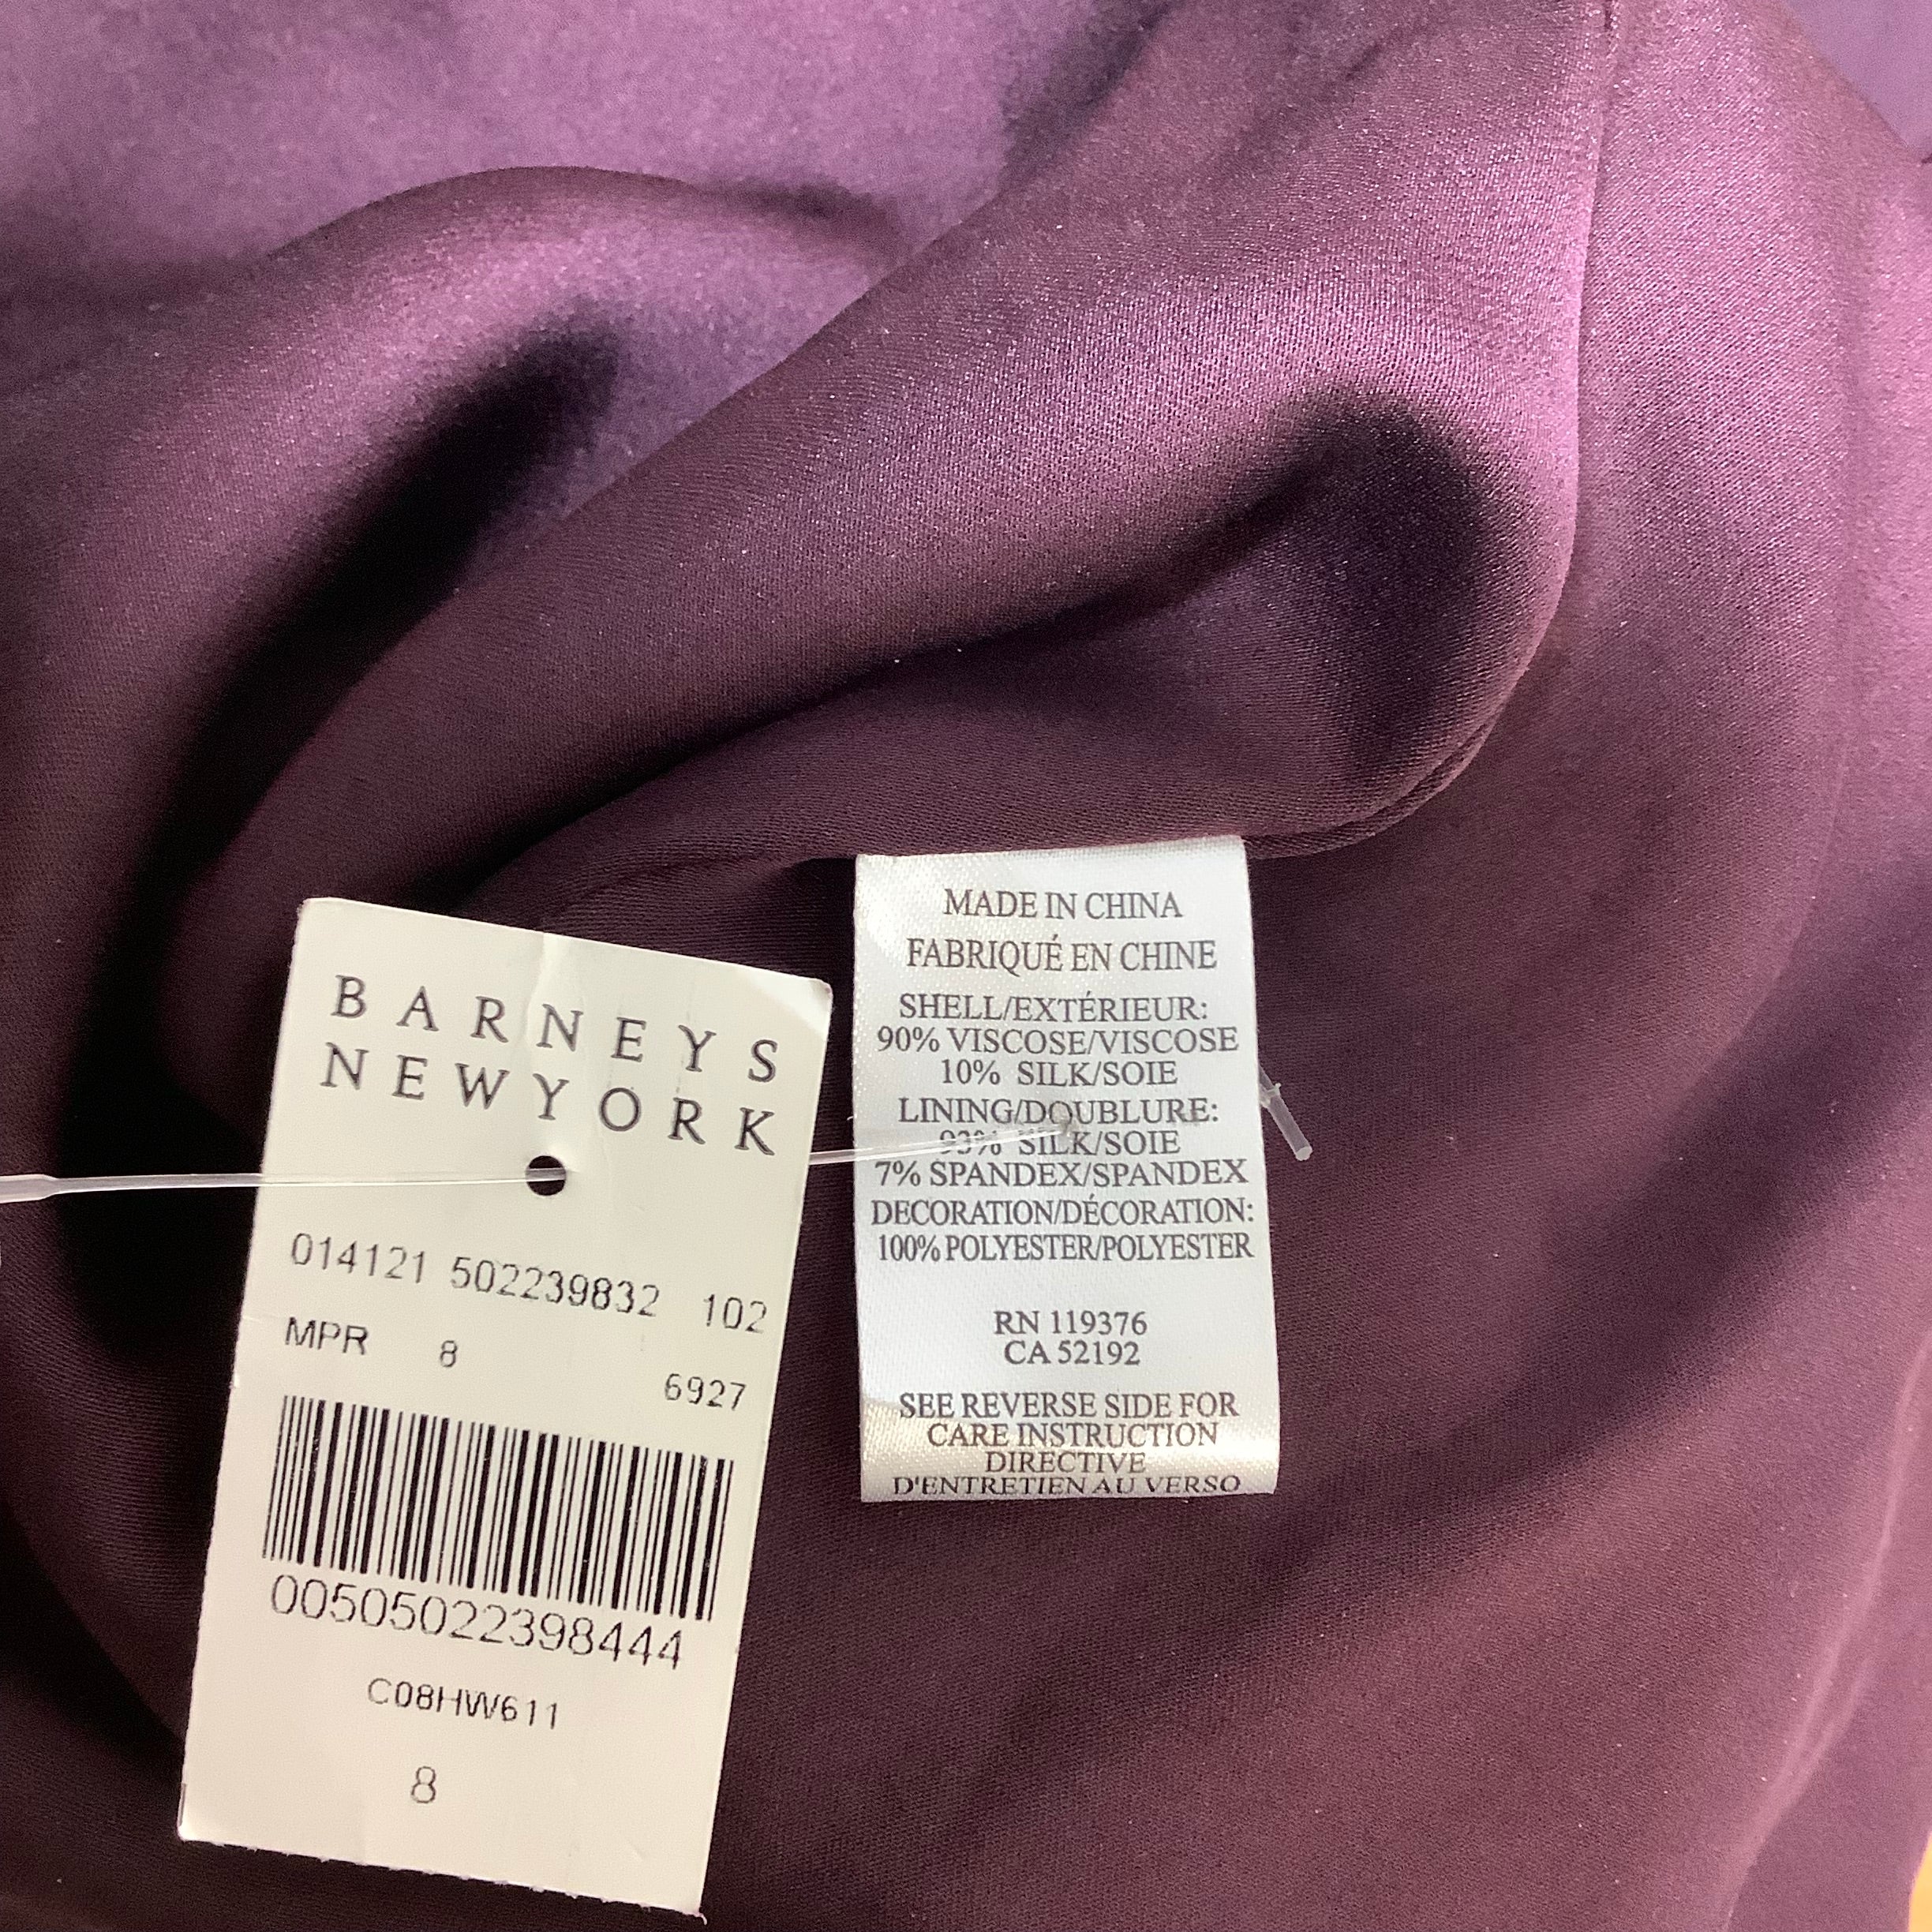 BARNEYS
NEWYORK
014121 502239832 102
MPR 8
6927
00505022398444
C08HW611
8
MADE IN CHINA
FABRIQUÉ EN CHINE
SHELL/EXTÉRIEUR:
90% VISCOSE/VISCOSE
10% SILK/SOIE
LINING/DOUBLURE:
93% SILK/SOIE
7% SPANDEX/SPANDEX
DECORATION/DÉCORATION:
100% POLYESTER/POLYESTER
RN 119376
CA 52192
SEE REVERSE SIDE FOR
CARE INSTRUCTION
DIRECTIVE
D'ENTRETIEN AU VERSO